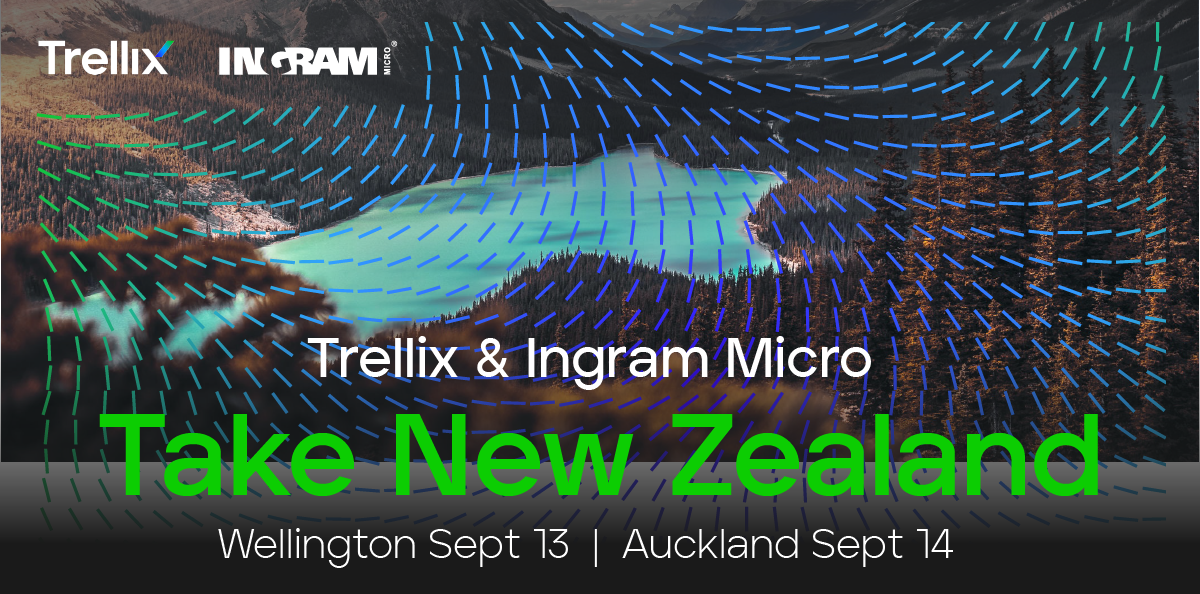 Trellix
INGRAM MICRO®
Trellix & Ingram Micro
Take New Zealand
Wellington Sept 13 | Auckland Sept 14